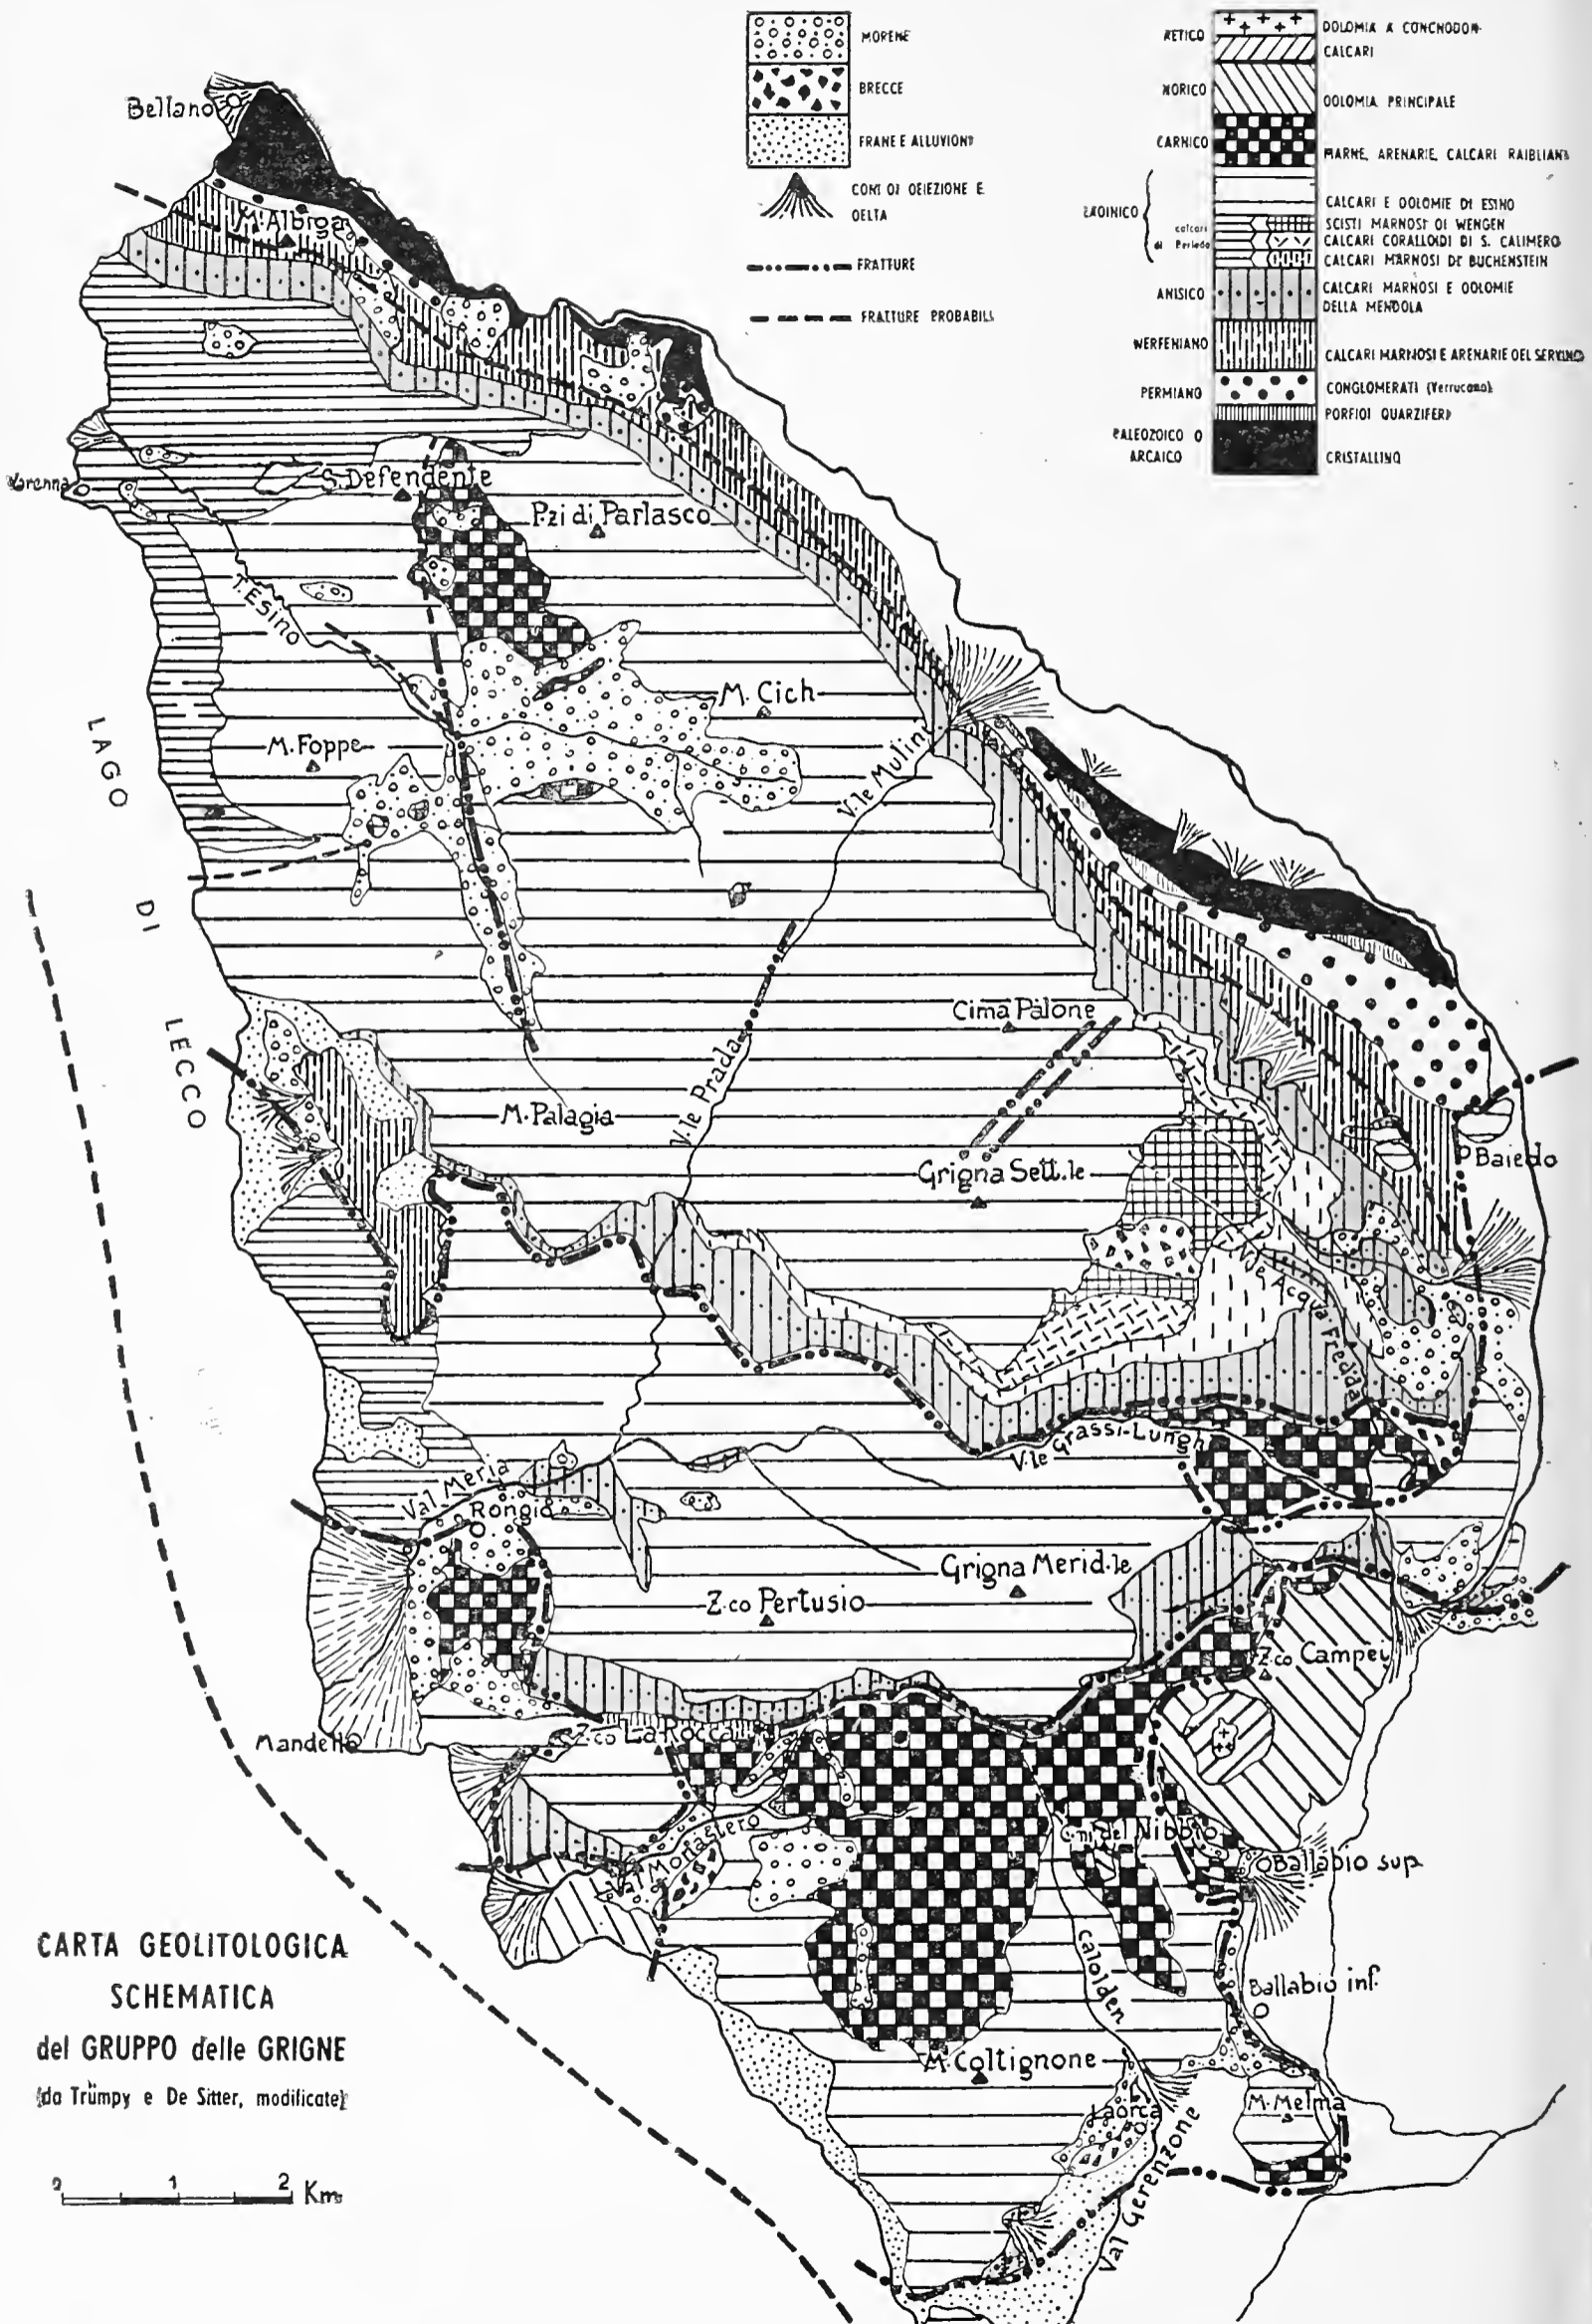 MORENE
BRECCE
FRANE E ALLUVIONI
CONI DI DEIEZIONE E
DELTA
FRATTURE
FRATTURE PROBABILI
RETICO
DOLOMIA A CONCHODON
CALCARI
NORICO
DOLOMIA PRINCIPALE
CARNICO
MARNE, ARENARIE, CALCARI RAIBLIANI
LADINICO
calcari
di Perledo
CALCARI E DOLOMIE DI ESINO
SCISTI MARNOSI DI WENGEN
CALCARI CORALLOIDI DI S. CALIMERO
CALCARI MARNOSI DI BUCHENSTEIN
ANISICO
CALCARI MARNOSI E DOLOMIE
DELLA MENDOLA
WERFENIANO
CALCARI MARNOSI E ARENARIE DEL SERVINO
PERMIANO
CONGLOMERATI (Verrucano)
PORFIDI QUARZIFERI
PALEOZOICO O
ARCAICO
CRISTALLINO
Bellano
M. Albiga
Varenna
S. Defendente
P.zi di Parlasco
T. Esino
M. Cich
M. Foppe
V.le Mulini
LAGO DI LECCO
Cima Palone
V.le Prada
M. Palagia
Grigna Sett.le
Baiedo
V.le Acqua Fredda
V.le Grassi-Lunghi
Val Meria
Rongio
Grigna Merid.le
Z.co Pertusio
Z.co Campei
Mandello
Z.co La Rocca
Val Monastero
C.ni del Nibbio
Ballabio sup.
Calolden
Ballabio inf.
M. Coltignone
Laorca
M. Melma
Val Gerenzone
CARTA GEOLITOLOGICA
SCHEMATICA
del GRUPPO delle GRIGNE
(da Trümpy e De Sitter, modificate)
0 1 2 Km